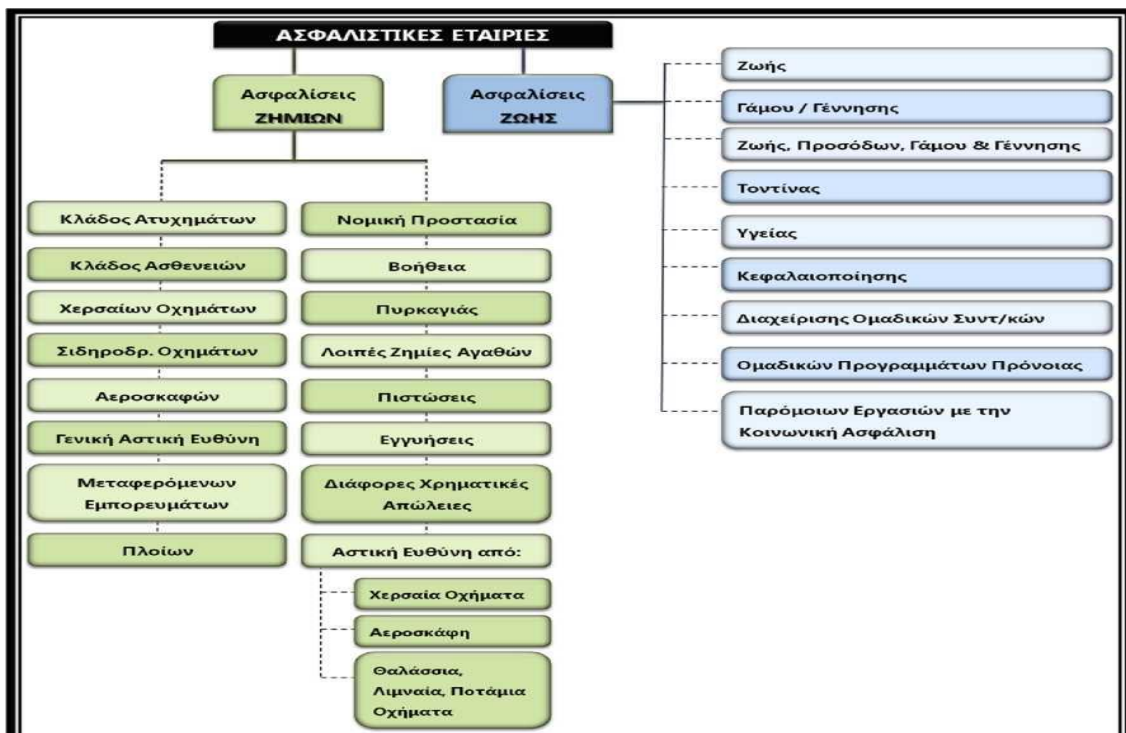 ΑΣΦΑΛΙΣΤΙΚΕΣ ΕΤΑΙΡΙΕΣ
Ασφαλίσεις
ΖΗΜΙΩΝ
Κλάδος Ατυχημάτων
Κλάδος Ασθενειών
Χερσαίων Οχημάτων
Σιδηροδρ. Οχημάτων
Αεροσκαφών
Γενική Αστική Ευθύνη
Μεταφερόμενων
Εμπορευμάτων
Πλοίων
Νομική Προστασία
Βοήθεια
Πυρκαγιάς
Λοιπές Ζημίες Αγαθών
Πιστώσεις
Εγγυήσεις
Διάφορες Χρηματικές
Απώλειες
Αστική Ευθύνη από:
Χερσαία Οχήματα
Αεροσκάφη
Θαλάσσια,
Λιμναία, Ποτάμια
Οχήματα
Ασφαλίσεις
ΖΩΗΣ
Ζωής
Γάμου / Γέννησης
Ζωής, Προσόδων, Γάμου & Γέννησης
Τοντίνας
Υγείας
Κεφαλαιοποίησης
Διαχείρισης Ομαδικών Συντ/κών
Ομαδικών Προγραμμάτων Πρόνοιας
Παρόμοιων Εργασιών με την
Κοινωνική Ασφάλιση